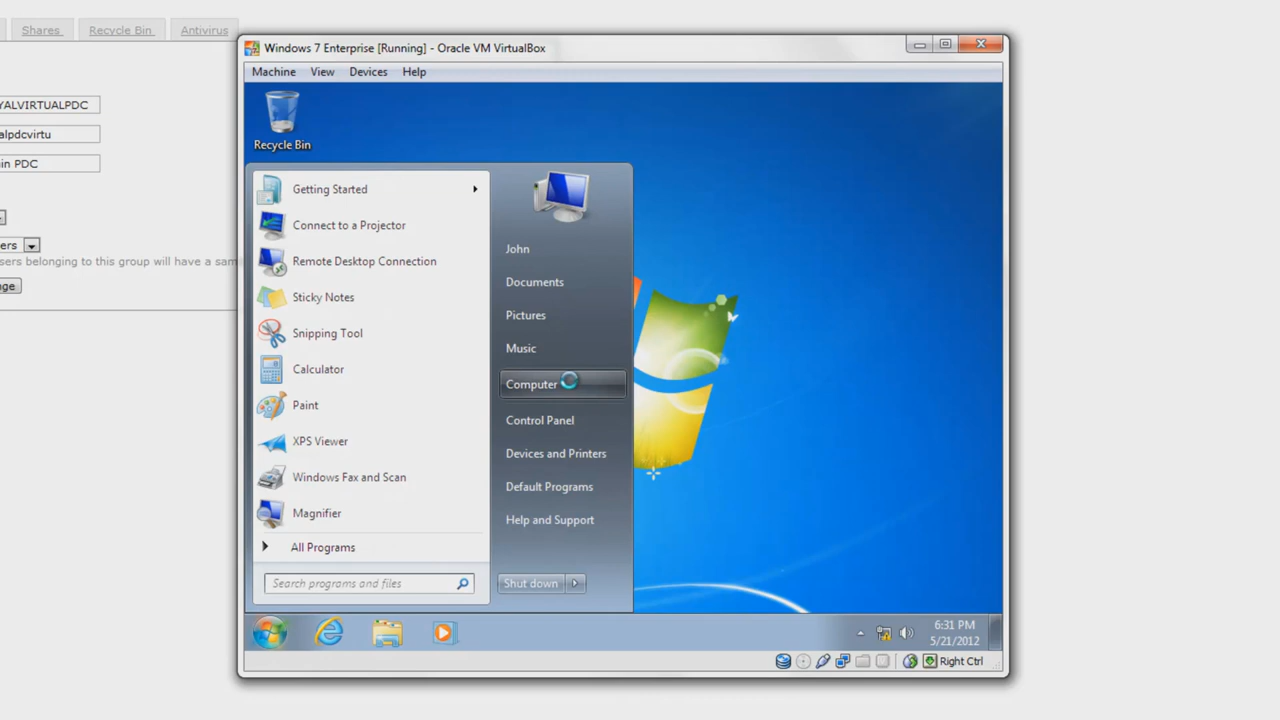 Shares
Recycle Bin
Antivirus
YALVIRTUALPDC
alpdcvirtu
in PDC
ers
sers belonging to this group will have a sam
nge
Windows 7 Enterprise [Running] - Oracle VM VirtualBox
Machine View Devices Help
Recycle Bin
Getting Started
Connect to a Projector
Remote Desktop Connection
Sticky Notes
Snipping Tool
Calculator
Paint
XPS Viewer
Windows Fax and Scan
Magnifier
All Programs
Search programs and files
John
Documents
Pictures
Music
Computer
Control Panel
Devices and Printers
Default Programs
Help and Support
Shut down
6:31 PM
5/21/2012
Right Ctrl